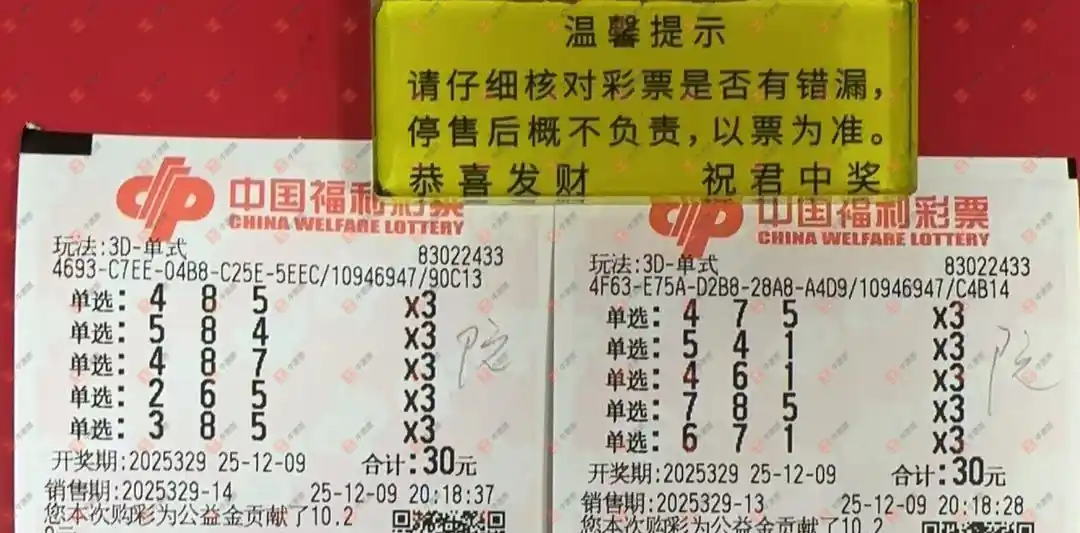 温馨提示
请仔细核对彩票是否有错漏，
停售后概不负责，以票为准。
恭喜发财 祝君中奖
中国福利彩票
CHINA WELFARE LOTTERY
玩法:3D-单式 83022433
4693-C7EE-04B8-C25E-5EEC/10946947/90C13
单选: 4 8 5 x3
单选: 5 8 4 x3
单选: 4 8 7 x3
单选: 2 6 5 x3
单选: 3 8 5 x3
开奖期:2025329 25-12-09 合计:30元
销售期:2025329-14 25-12-09 20:18:37
您本次购彩为公益金贡献了10.2
中国福利彩票
CHINA WELFARE LOTTERY
玩法:3D-单式 83022433
4F63-E75A-D2B8-28A8-A4D9/10946947/C4B14
单选: 4 7 5 x3
单选: 5 4 1 x3
单选: 4 6 1 x3
单选: 7 8 5 x3
单选: 6 7 1 x3
开奖期:2025329 25-12-09 合计:30元
销售期:2025329-13 25-12-09 20:18:28
您本次购彩为公益金贡献了10.2